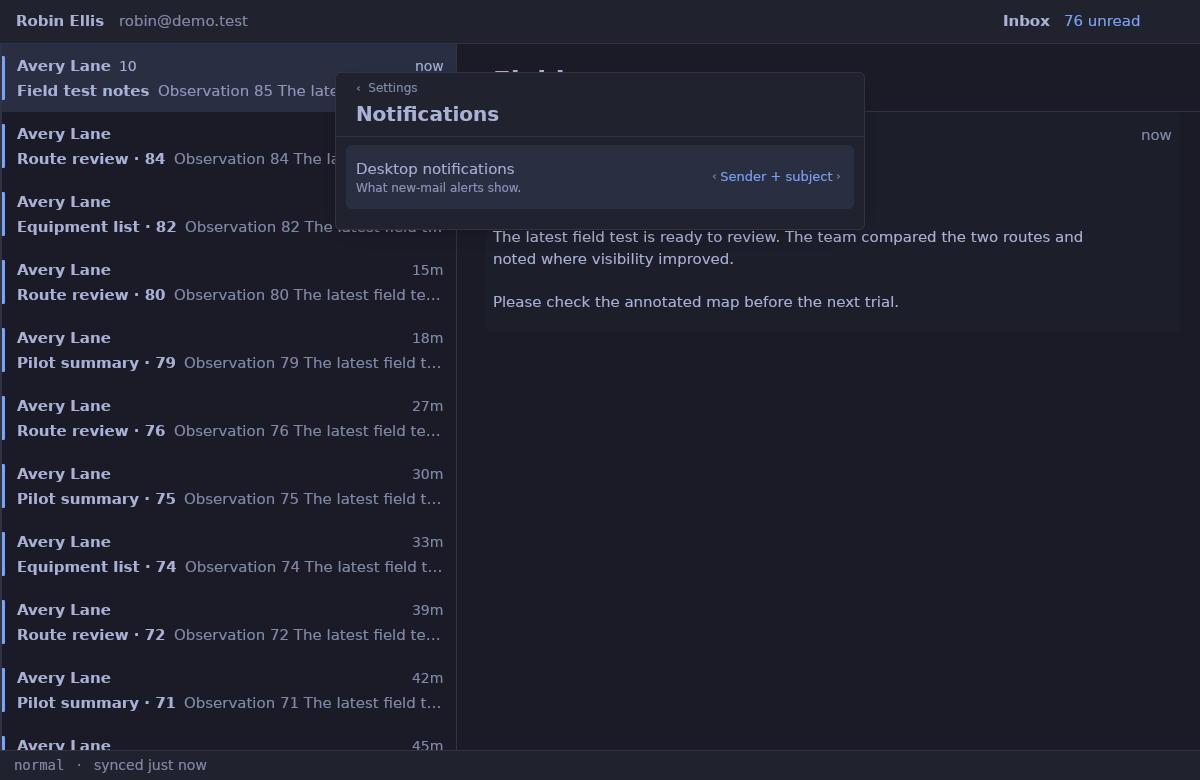 Robin Ellis robin@demo.test Inbox 76 unread
Avery Lane 10 now
Field test notes Observation 85 The late
Avery Lane
Route review · 84 Observation 84 The
Avery Lane
Equipment list · 82 Observation 82 The latest field t…
Avery Lane 15m
Route review · 80 Observation 80 The latest field te…
Avery Lane 18m
Pilot summary · 79 Observation 79 The latest field t…
Avery Lane 27m
Route review · 76 Observation 76 The latest field te…
Avery Lane 30m
Pilot summary · 75 Observation 75 The latest field t…
Avery Lane 33m
Equipment list · 74 Observation 74 The latest field t…
Avery Lane 39m
Route review · 72 Observation 72 The latest field te…
Avery Lane 42m
Pilot summary · 71 Observation 71 The latest field t…
Avery Lane 45m
‹ Settings
Notifications
Desktop notifications
What new-mail alerts show.
‹ Sender + subject ›
now
The latest field test is ready to review. The team compared the two routes and
noted where visibility improved.
Please check the annotated map before the next trial.
normal · synced just now